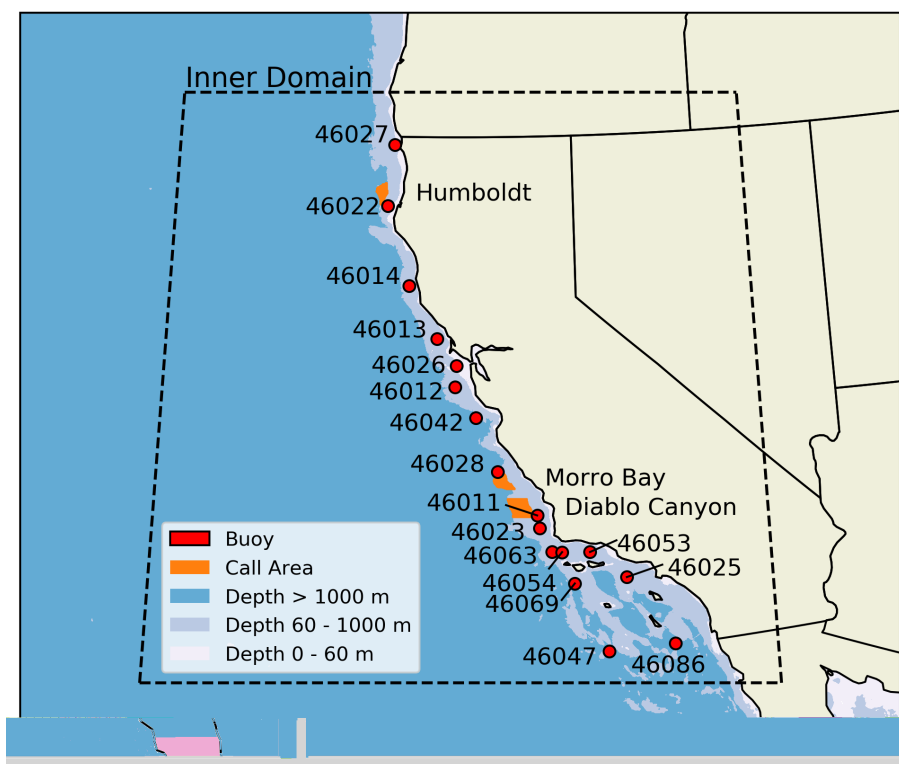 Inner Domain
46027
Humboldt
46022
46014
46013
46026
46012
46042
46028
Morro Bay
46011
Diablo Canyon
46023
46063
46053
46054
46025
46069
46047
46086
Buoy
Call Area
Depth > 1000 m
Depth 60 - 1000 m
Depth 0 - 60 m